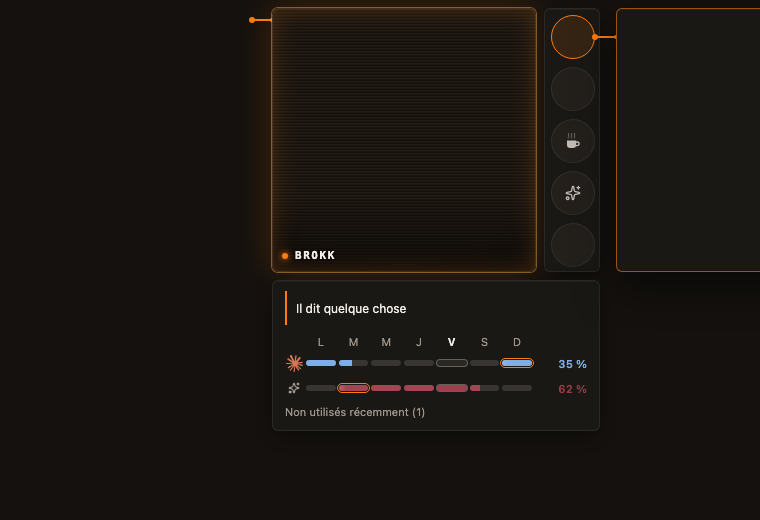 BROKK
Il dit quelque chose
L M M J V S D
35 %
62 %
Non utilisés récemment (1)